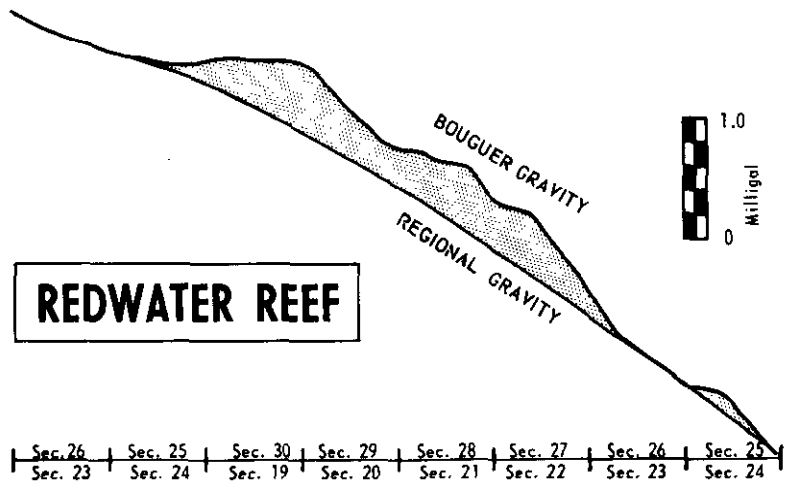 BOUGUER GRAVITY
1.0
Milligal
0
REGIONAL GRAVITY
REDWATER REEF
Sec. 26 Sec. 25 Sec. 30 Sec. 29 Sec. 28 Sec. 27 Sec. 26 Sec. 25
Sec. 23 Sec. 24 Sec. 19 Sec. 20 Sec. 21 Sec. 22 Sec. 23 Sec. 24